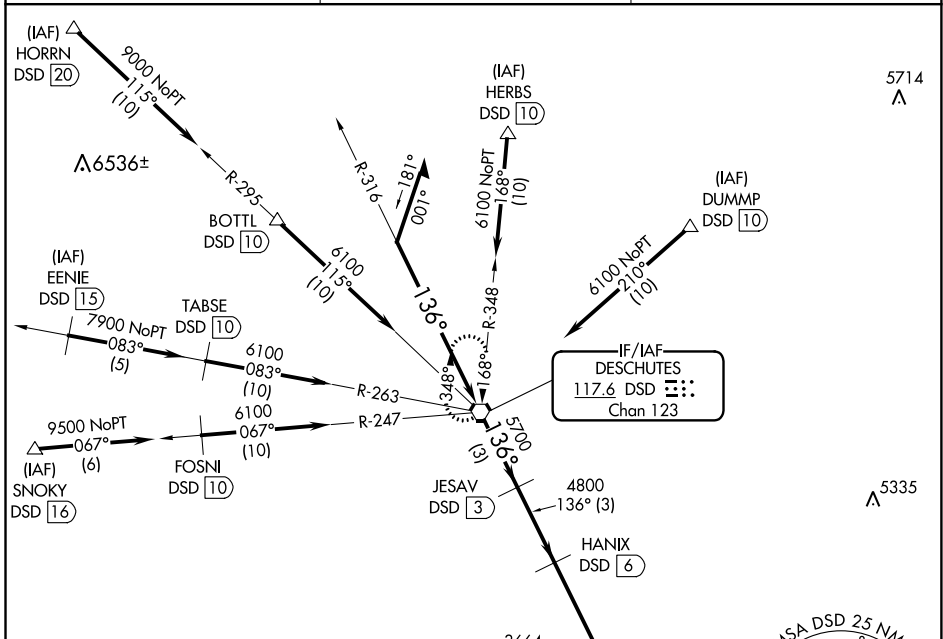 (IAF)
HORRN
DSD 20
9000 NoPT
115°
(10)
6536±
R-295
R-316
181°
001°
(IAF)
HERBS
DSD 10
6100 NoPT
168°
(10)
5714
(IAF)
DUMMP
DSD 10
6100 NoPT
210°
(10)
BOTTL
DSD 10
6100
115°
(10)
136°
R-348
(IAF)
EENIE
DSD 15
7900 NoPT
083°
(5)
TABSE
DSD 10
6100
083°
(10)
R-263
348°
168°
IF/IAF
DESCHUTES
117.6 DSD
Chan 123
9500 NoPT
067°
(6)
(IAF)
SNOKY
DSD 16
6100
067°
(10)
R-247
FOSNI
DSD 10
5700
136°
(3)
JESAV
DSD 3
4800
136° (3)
5335
HANIX
DSD 6
MSA DSD 25 NM